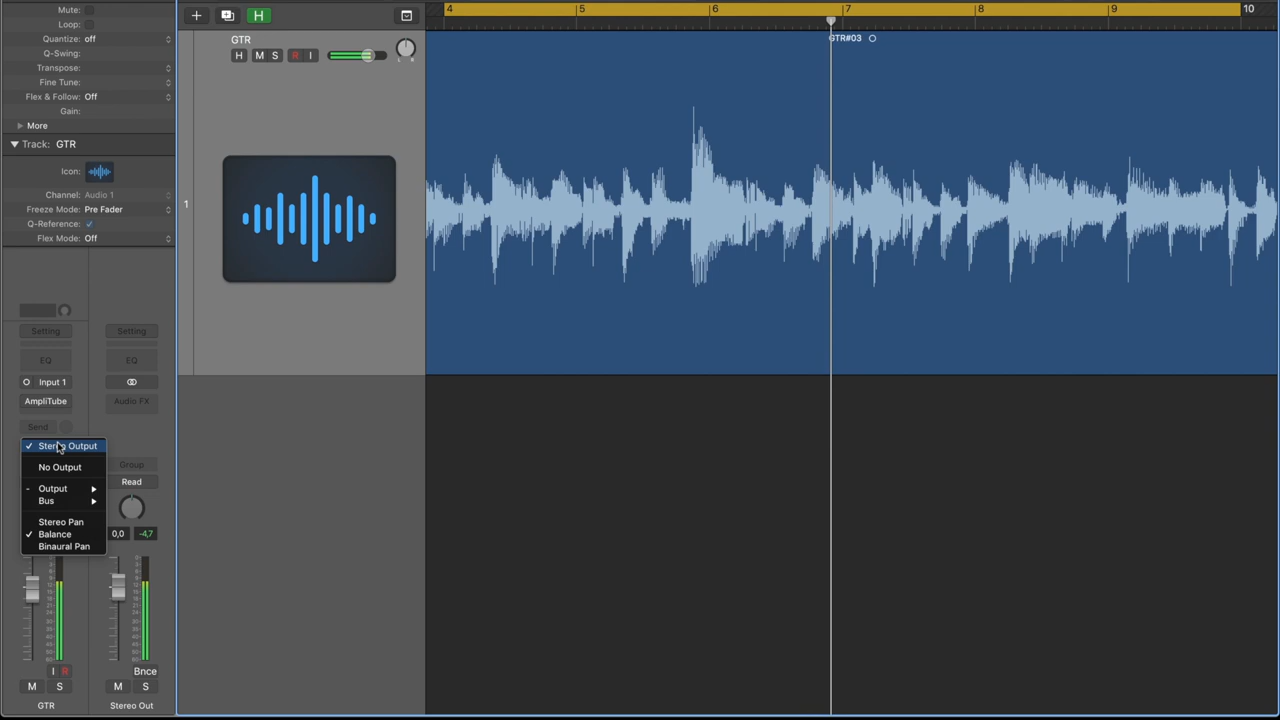 Mute:
Loop:
Quantize: off
Q-Swing:
Transpose:
Fine Tune:
Flex & Follow: Off
Gain:
More
Track: GTR
Icon:
Channel: Audio 1
Freeze Mode: Pre Fader
Q-Reference:
Flex Mode: Off
Setting Setting
EQ EQ
Input 1
AmpliTube Audio FX
Send
Stereo Output
Group
No Output
Read
Output
Bus
Stereo Pan
Balance
0,0 -4,7
Binaural Pan
I R Bnce
M S M S
GTR Stereo Out
H
GTR
H M S R I
L R
1
4 5 6 7 8 9 10
GTR#03